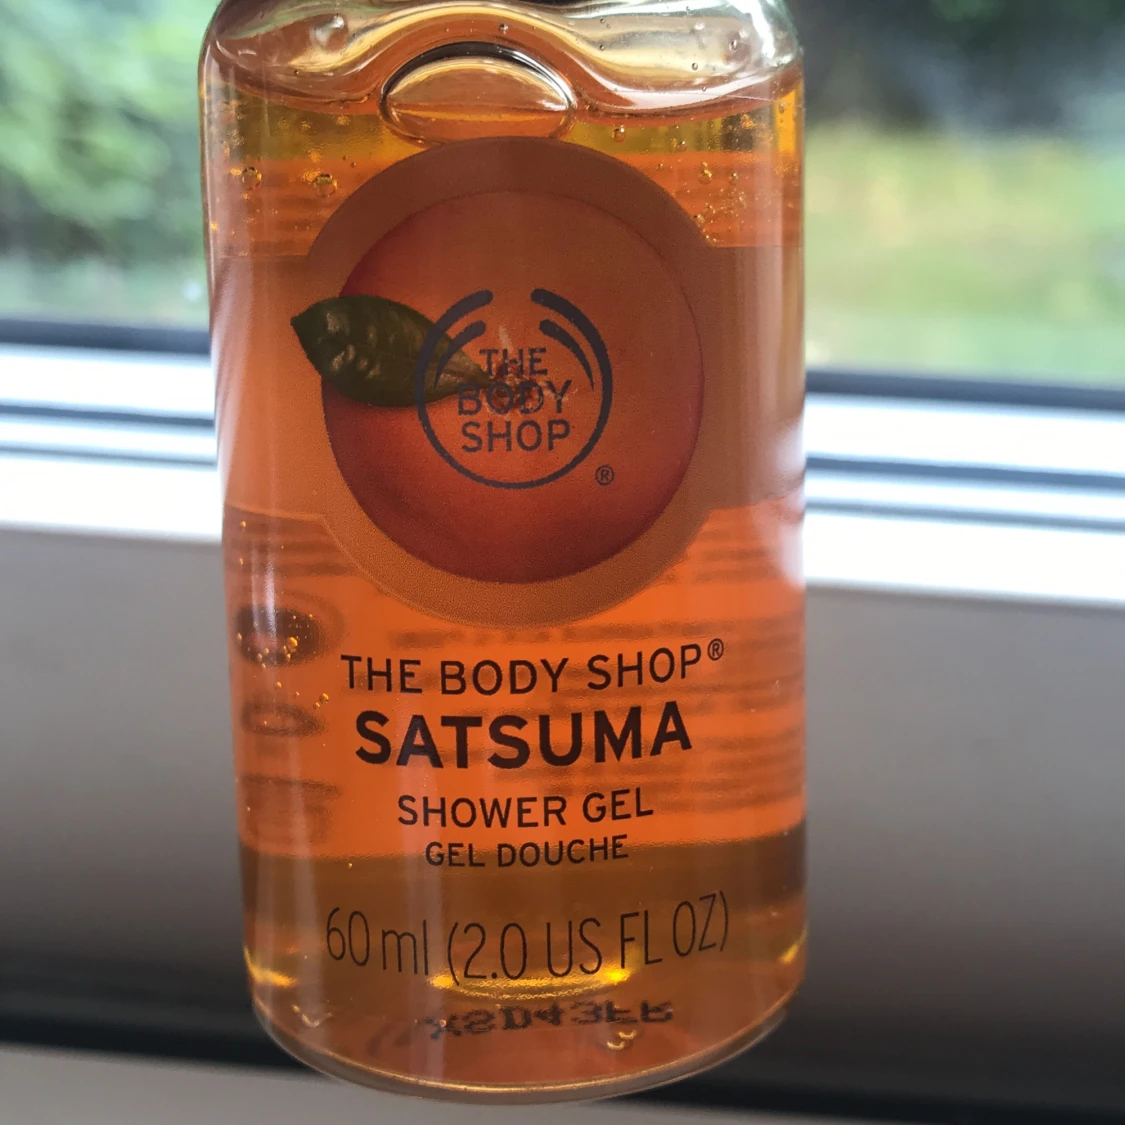 THE
BODY
SHOP
®
THE BODY SHOP®
SATSUMA
SHOWER GEL
GEL DOUCHE
60 ml (2.0 US FL OZ)